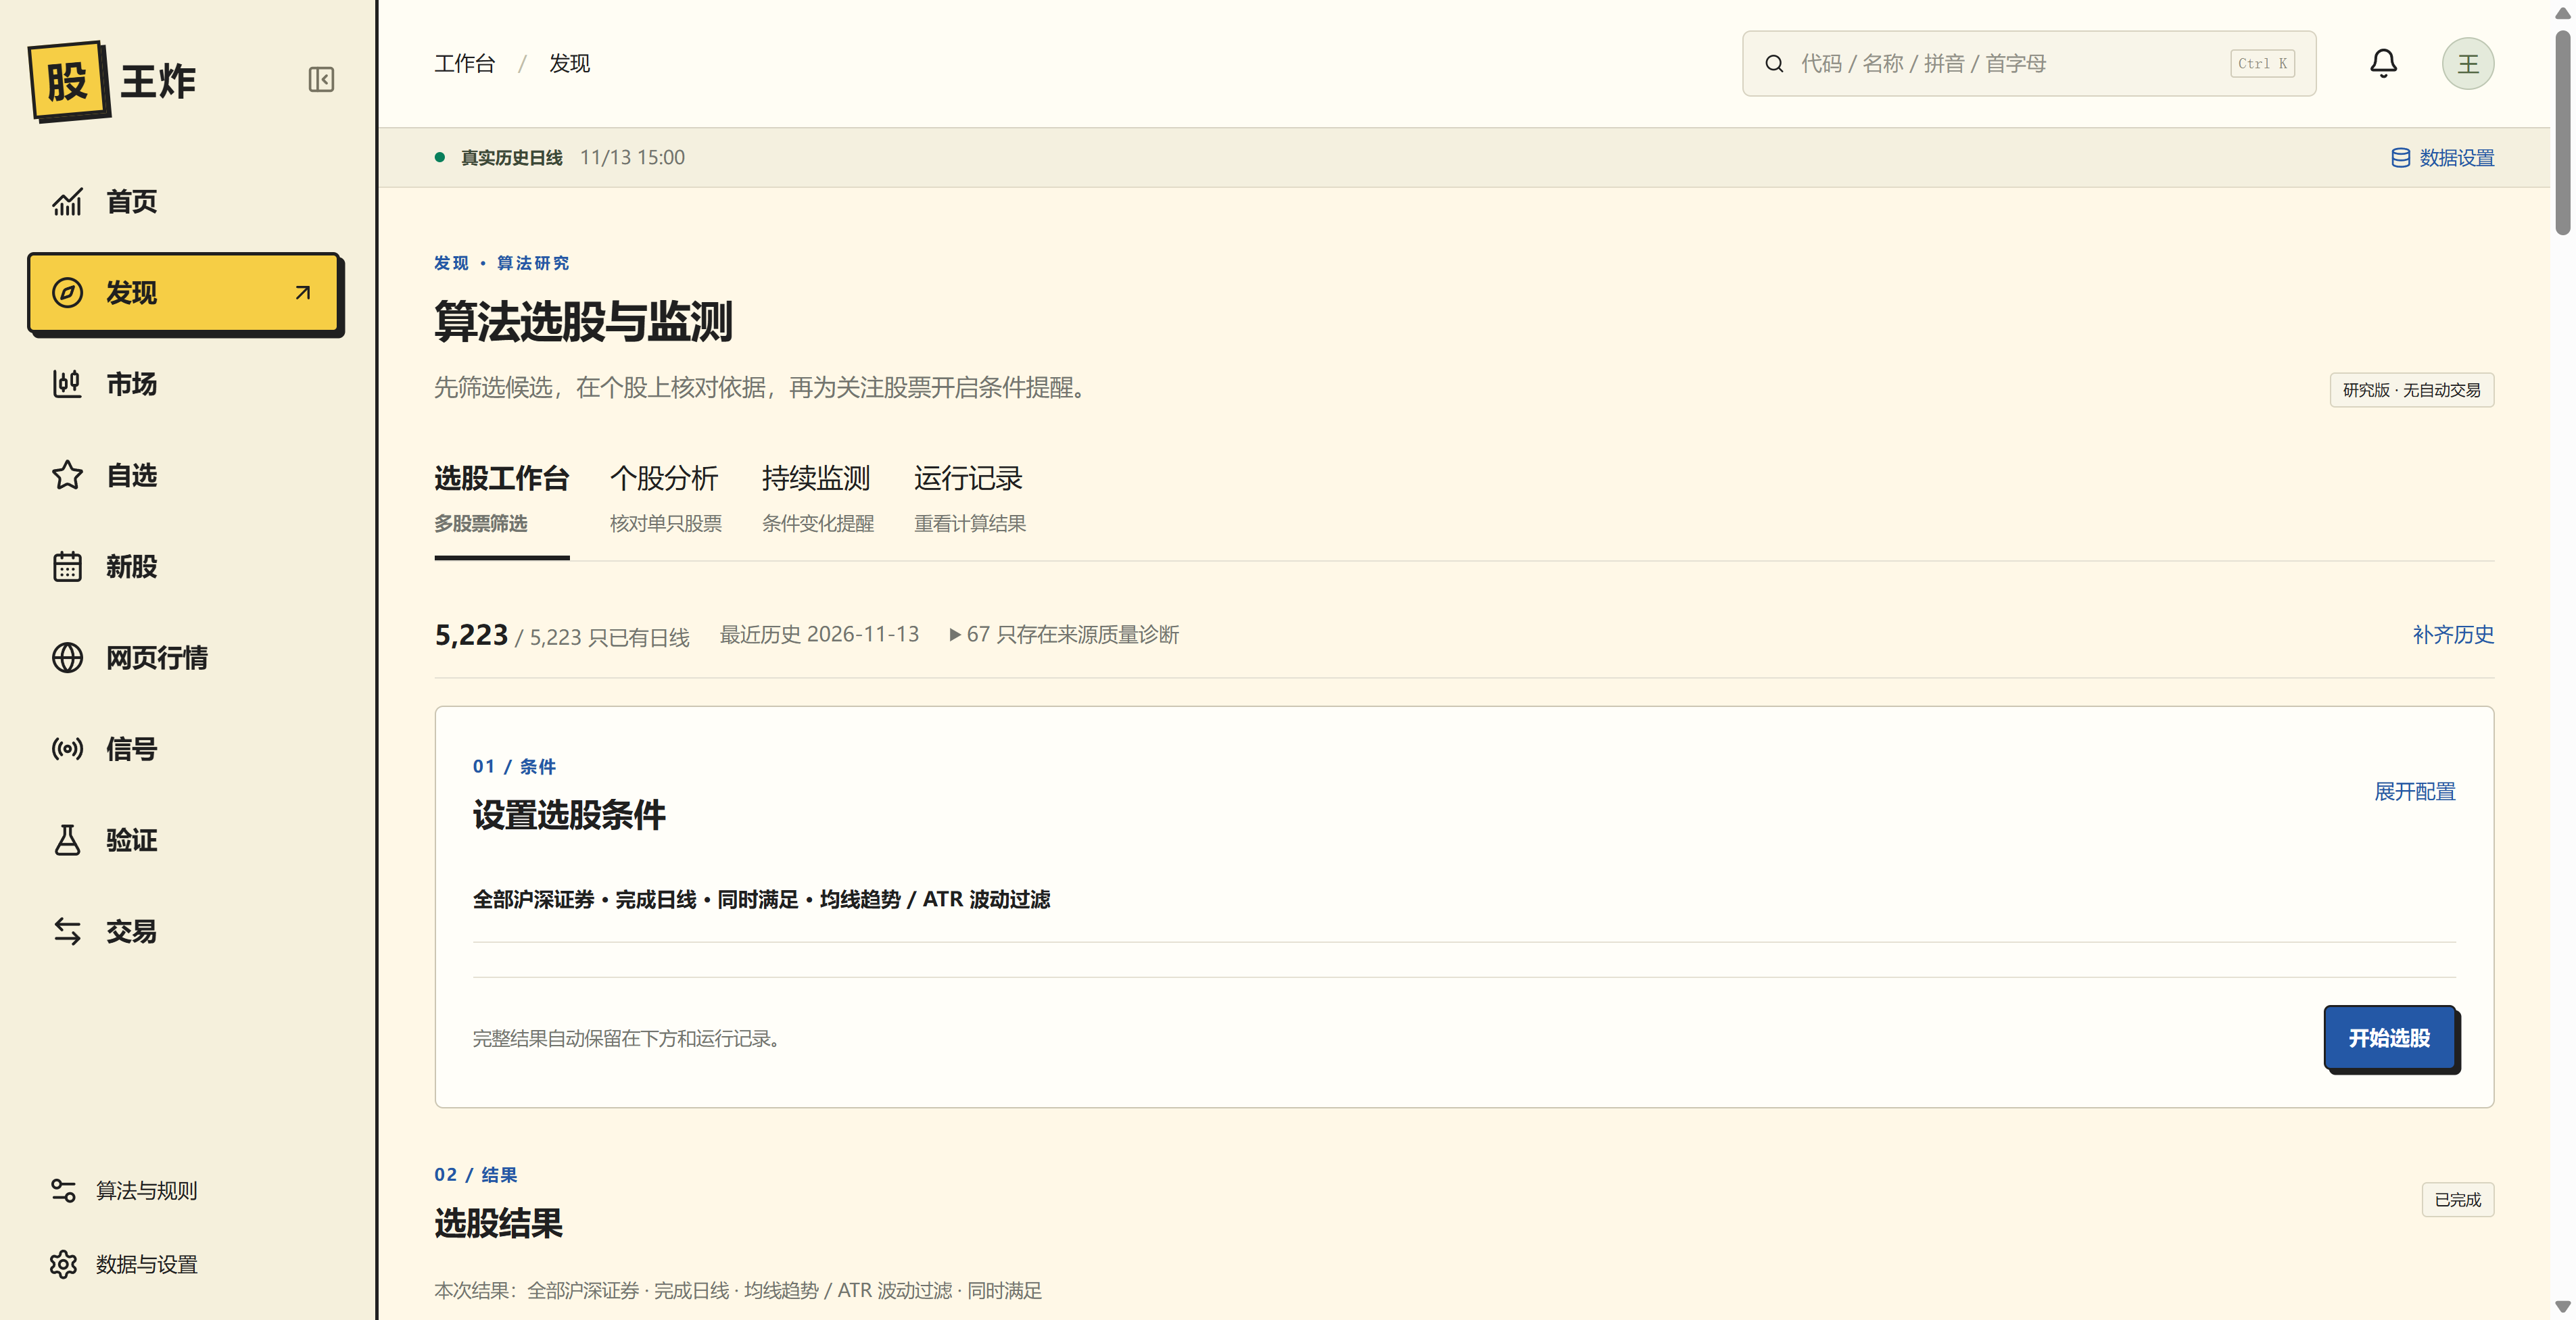 股 王炸
首页
发现
市场
自选
新股
网页行情
信号
验证
交易
算法与规则
数据与设置
工作台 / 发现
代码 / 名称 / 拼音 / 首字母 Ctrl K
王
真实历史日线 11/13 15:00
数据设置
发现 · 算法研究
算法选股与监测
先筛选候选，在个股上核对依据，再为关注股票开启条件提醒。
研究版 · 无自动交易
选股工作台 个股分析 持续监测 运行记录
多股票筛选 核对单只股票 条件变化提醒 重看计算结果
5,223 / 5,223 只已有日线 最近历史 2026-11-13 ▶ 67 只存在来源质量诊断
补齐历史
01 / 条件
设置选股条件
展开配置
全部沪深证券 • 完成日线 • 同时满足 • 均线趋势 / ATR 波动过滤
完整结果自动保留在下方和运行记录。
开始选股
02 / 结果
选股结果
已完成
本次结果：全部沪深证券 · 完成日线 · 均线趋势 / ATR 波动过滤 · 同时满足